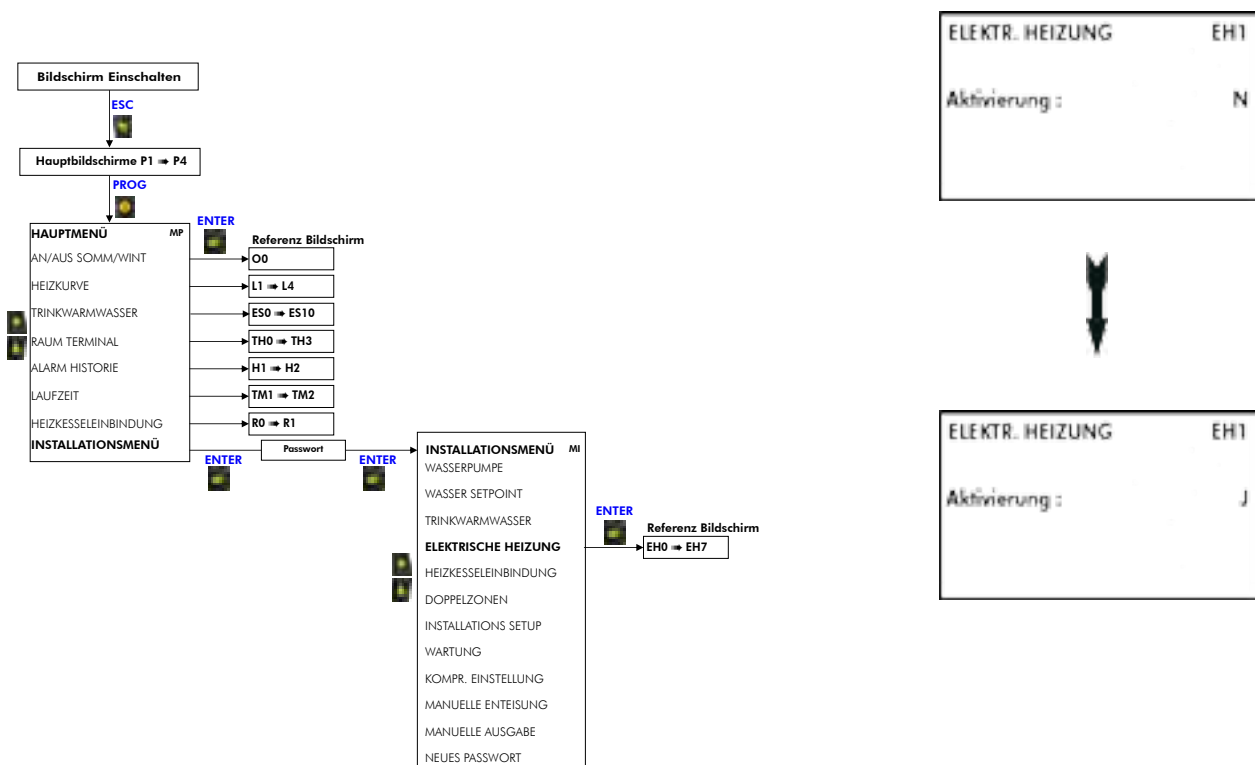 Bildschirm Einschalten
ESC
Hauptbildschirme P1 ➠ P4
PROG
HAUPTMENÜ MP
ENTER
Referenz Bildschirm
AN/AUS SOMM/WINT
O0
HEIZKURVE
L1 ➠ L4
TRINKWARMWASSER
ES0 ➠ ES10
RAUM TERMINAL
TH0 ➠ TH3
ALARM HISTORIE
H1 ➠ H2
LAUFZEIT
TM1 ➠ TM2
HEIZKESSELEINBINDUNG
R0 ➠ R1
INSTALLATIONSMENÜ
ENTER
Passwort
ENTER
INSTALLATIONSMENÜ MI
WASSERPUMPE
WASSER SETPOINT
TRINKWARMWASSER
ELEKTRISCHE HEIZUNG
ENTER
Referenz Bildschirm
EH0 ➠ EH7
HEIZKESSELEINBINDUNG
DOPPELZONEN
INSTALLATIONS SETUP
WARTUNG
KOMPR. EINSTELLUNG
MANUELLE ENTEISUNG
MANUELLE AUSGABE
NEUES PASSWORT
ELEKTR. HEIZUNG EH1
Aktivierung : N
ELEKTR. HEIZUNG EH1
Aktivierung : J